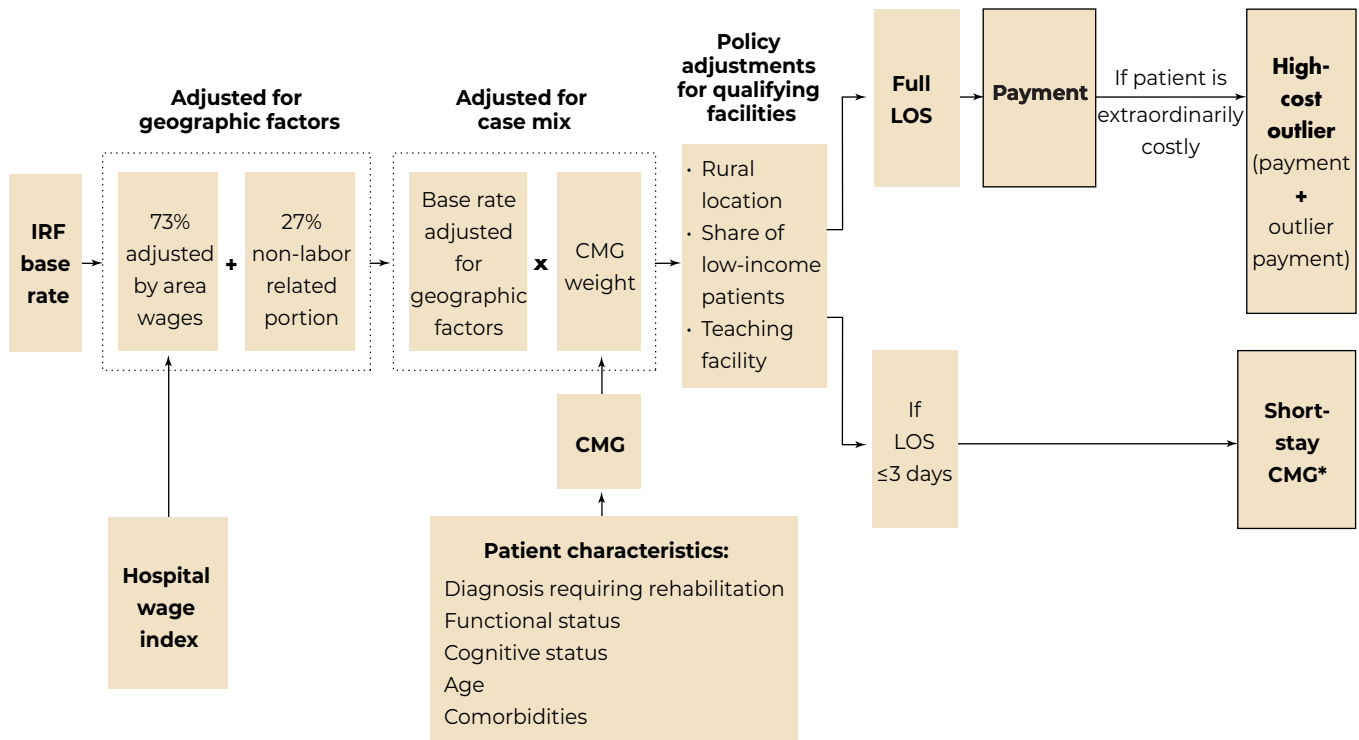 IRF
base
rate
Adjusted for
geographic factors
73%
adjusted
by area
wages
+
27%
non-labor
related
portion
Hospital
wage
index
Adjusted for
case mix
Base rate
adjusted
for
geographic
factors
x
CMG
weight
CMG
Patient characteristics:
Diagnosis requiring rehabilitation
Functional status
Cognitive status
Age
Comorbidities
Policy
adjustments
for qualifying
facilities
• Rural
location
• Share of
low-income
patients
• Teaching
facility
Full
LOS
Payment
If patient is
extraordinarily
costly
High-
cost
outlier
(payment
+
outlier
payment)
If
LOS
≤3 days
Short-
stay
CMG*